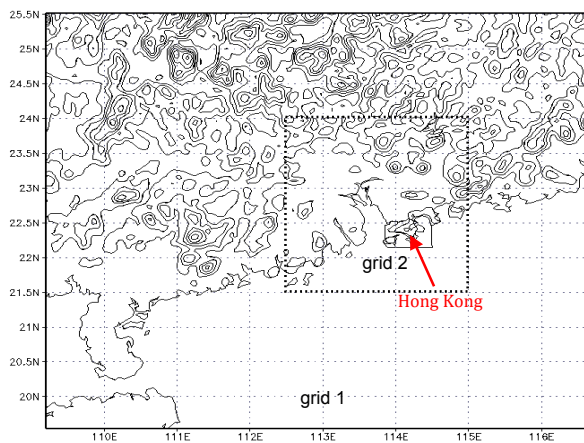 25.5N
25N
24.5N
24N
23.5N
23N
22.5N
22N
grid 2
21.5N
Hong Kong
21N
20.5N
20N
grid 1
110E 111E 112E 113E 114E 115E 116E